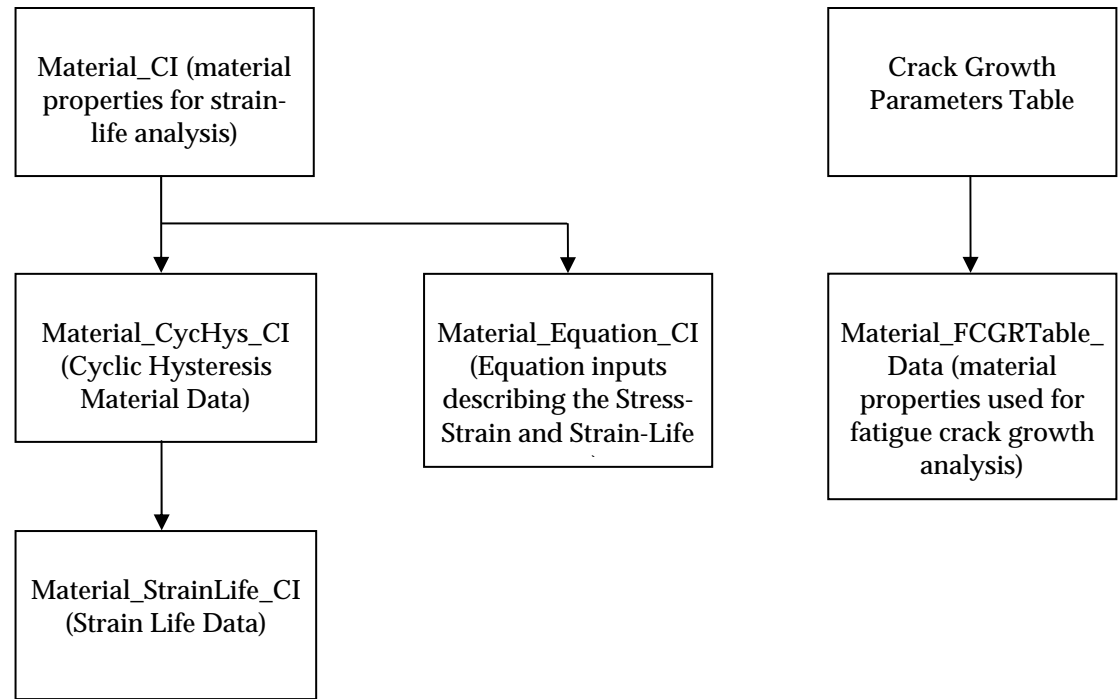 Material_CI (material
properties for strain-
life analysis)
Crack Growth
Parameters Table
Material_CycHys_CI
(Cyclic Hysteresis
Material Data)
Material_Equation_CI
(Equation inputs
describing the Stress-
Strain and Strain-Life
Material_FCGRTable_
Data (material
properties used for
fatigue crack growth
analysis)
Material_StrainLife_CI
(Strain Life Data)